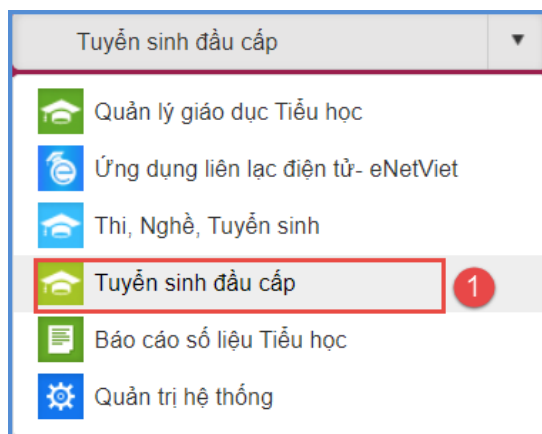 Tuyển sinh đầu cấp
Quản lý giáo dục Tiểu học
Ứng dụng liên lạc điện tử- eNetViet
Thi, Nghề, Tuyển sinh
Tuyển sinh đầu cấp 1
Báo cáo số liệu Tiểu học
Quản trị hệ thống